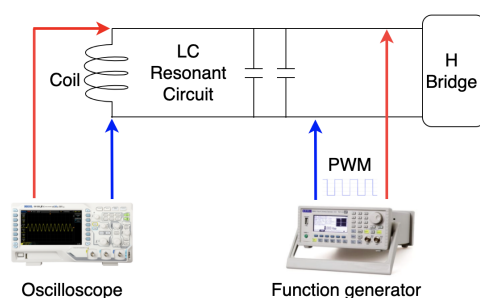 LC
Resonant
Circuit
Coil
H
Bridge
PWM
Oscilloscope
Function generator